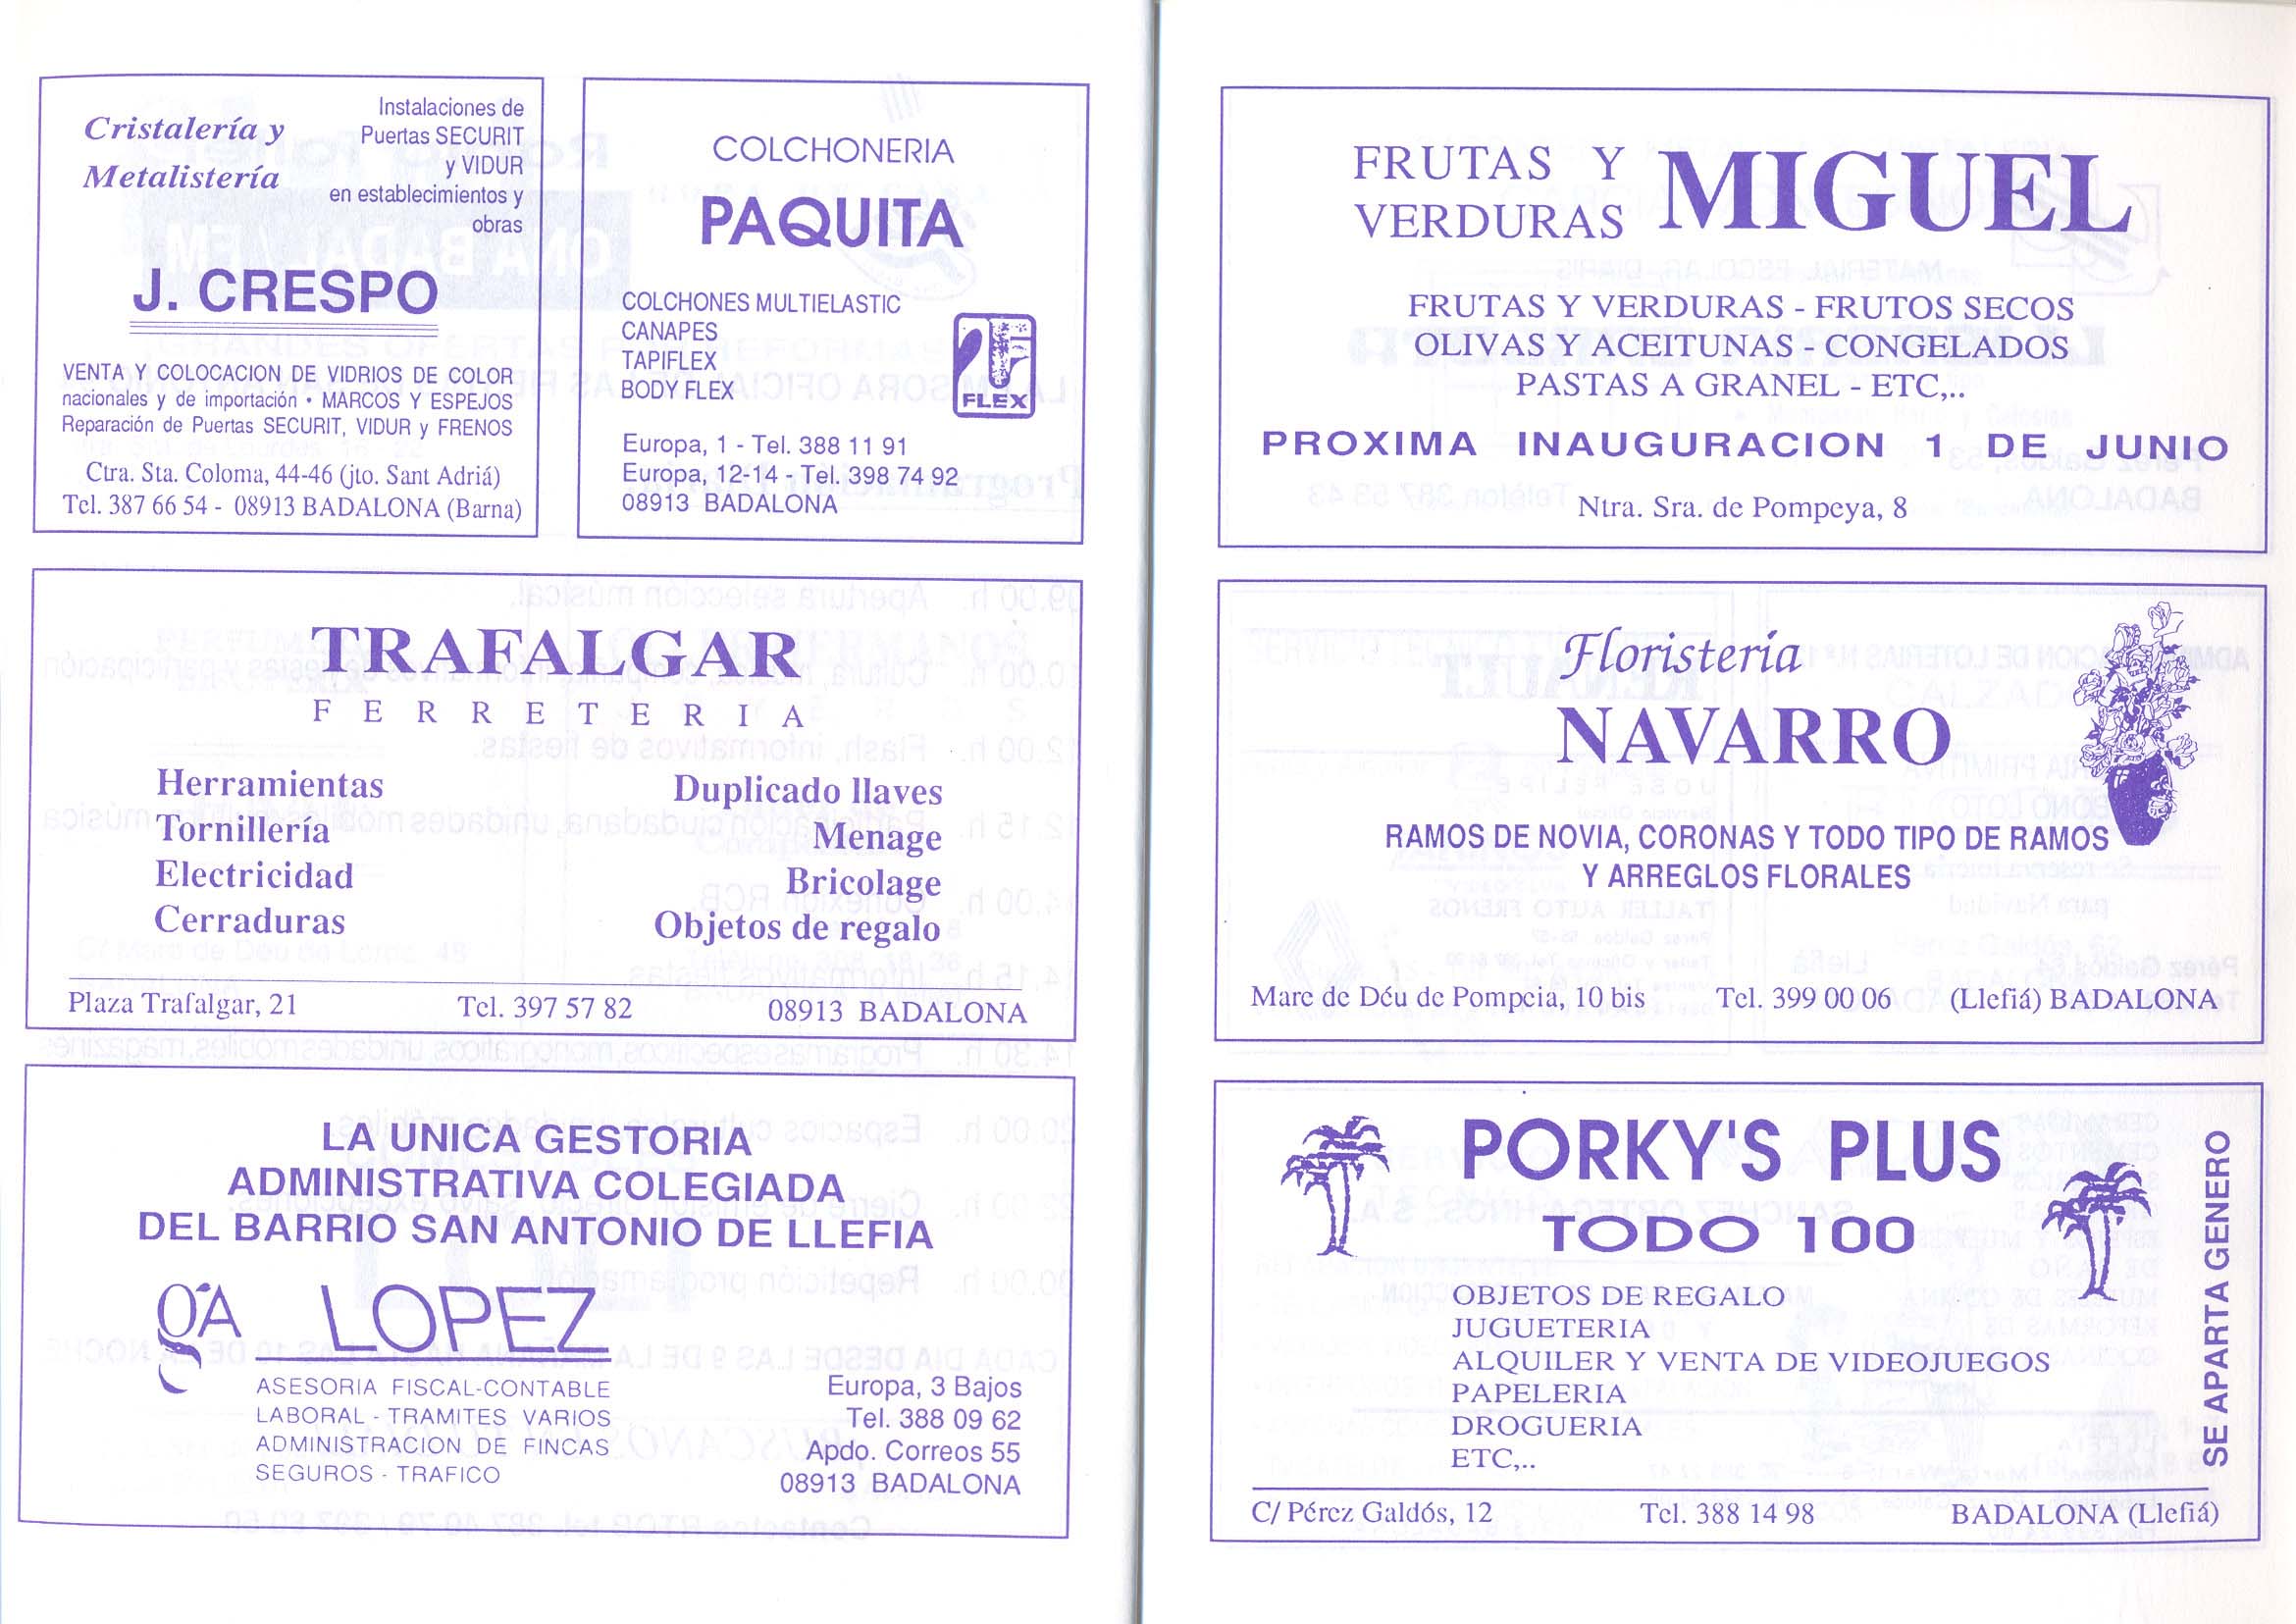 Cristalería y
Metalistería
Instalaciones de
Puertas SECURIT
y VIDUR
en establecimientos y
obras
J. CRESPO
VENTA Y COLOCACION DE VIDRIOS DE COLOR
nacionales y de importación • MARCOS Y ESPEJOS
Reparación de Puertas SECURIT, VIDUR y FRENOS
Ctra. Sta. Coloma, 44-46 (jto. Sant Adriá)
Tel. 387 66 54 - 08913 BADALONA (Barna)
COLCHONERIA
PAQUITA
COLCHONES MULTIELASTIC
CANAPES
TAPIFLEX
BODY FLEX
FLEX
Europa, 1 - Tel. 388 11 91
Europa, 12-14 - Tel. 398 74 92
08913 BADALONA
TRAFALGAR
FERRETERIA
Herramientas
Tornillería
Electricidad
Cerraduras
Duplicado llaves
Menage
Bricolage
Objetos de regalo
Plaza Trafalgar, 21 Tel. 397 57 82 08913 BADALONA
LA UNICA GESTORIA
ADMINISTRATIVA COLEGIADA
DEL BARRIO SAN ANTONIO DE LLEFIA
gA LOPEZ
ASESORIA FISCAL-CONTABLE
LABORAL - TRAMITES VARIOS
ADMINISTRACION DE FINCAS
SEGUROS - TRAFICO
Europa, 3 Bajos
Tel. 388 09 62
Apdo. Correos 55
08913 BADALONA
FRUTAS Y
VERDURAS
MIGUEL
FRUTAS Y VERDURAS - FRUTOS SECOS
OLIVAS Y ACEITUNAS - CONGELADOS
PASTAS A GRANEL - ETC,..
PROXIMA INAUGURACION 1 DE JUNIO
Ntra. Sra. de Pompeya, 8
Floristería
NAVARRO
RAMOS DE NOVIA, CORONAS Y TODO TIPO DE RAMOS
Y ARREGLOS FLORALES
Mare de Déu de Pompeia, 10 bis Tel. 399 00 06 (Llefiá) BADALONA
PORKY'S PLUS
TODO 100
OBJETOS DE REGALO
JUGUETERIA
ALQUILER Y VENTA DE VIDEOJUEGOS
PAPELERIA
DROGUERIA
ETC,..
SE APARTA GENERO
C/ Pérez Galdós, 12 Tel. 388 14 98 BADALONA (Llefiá)